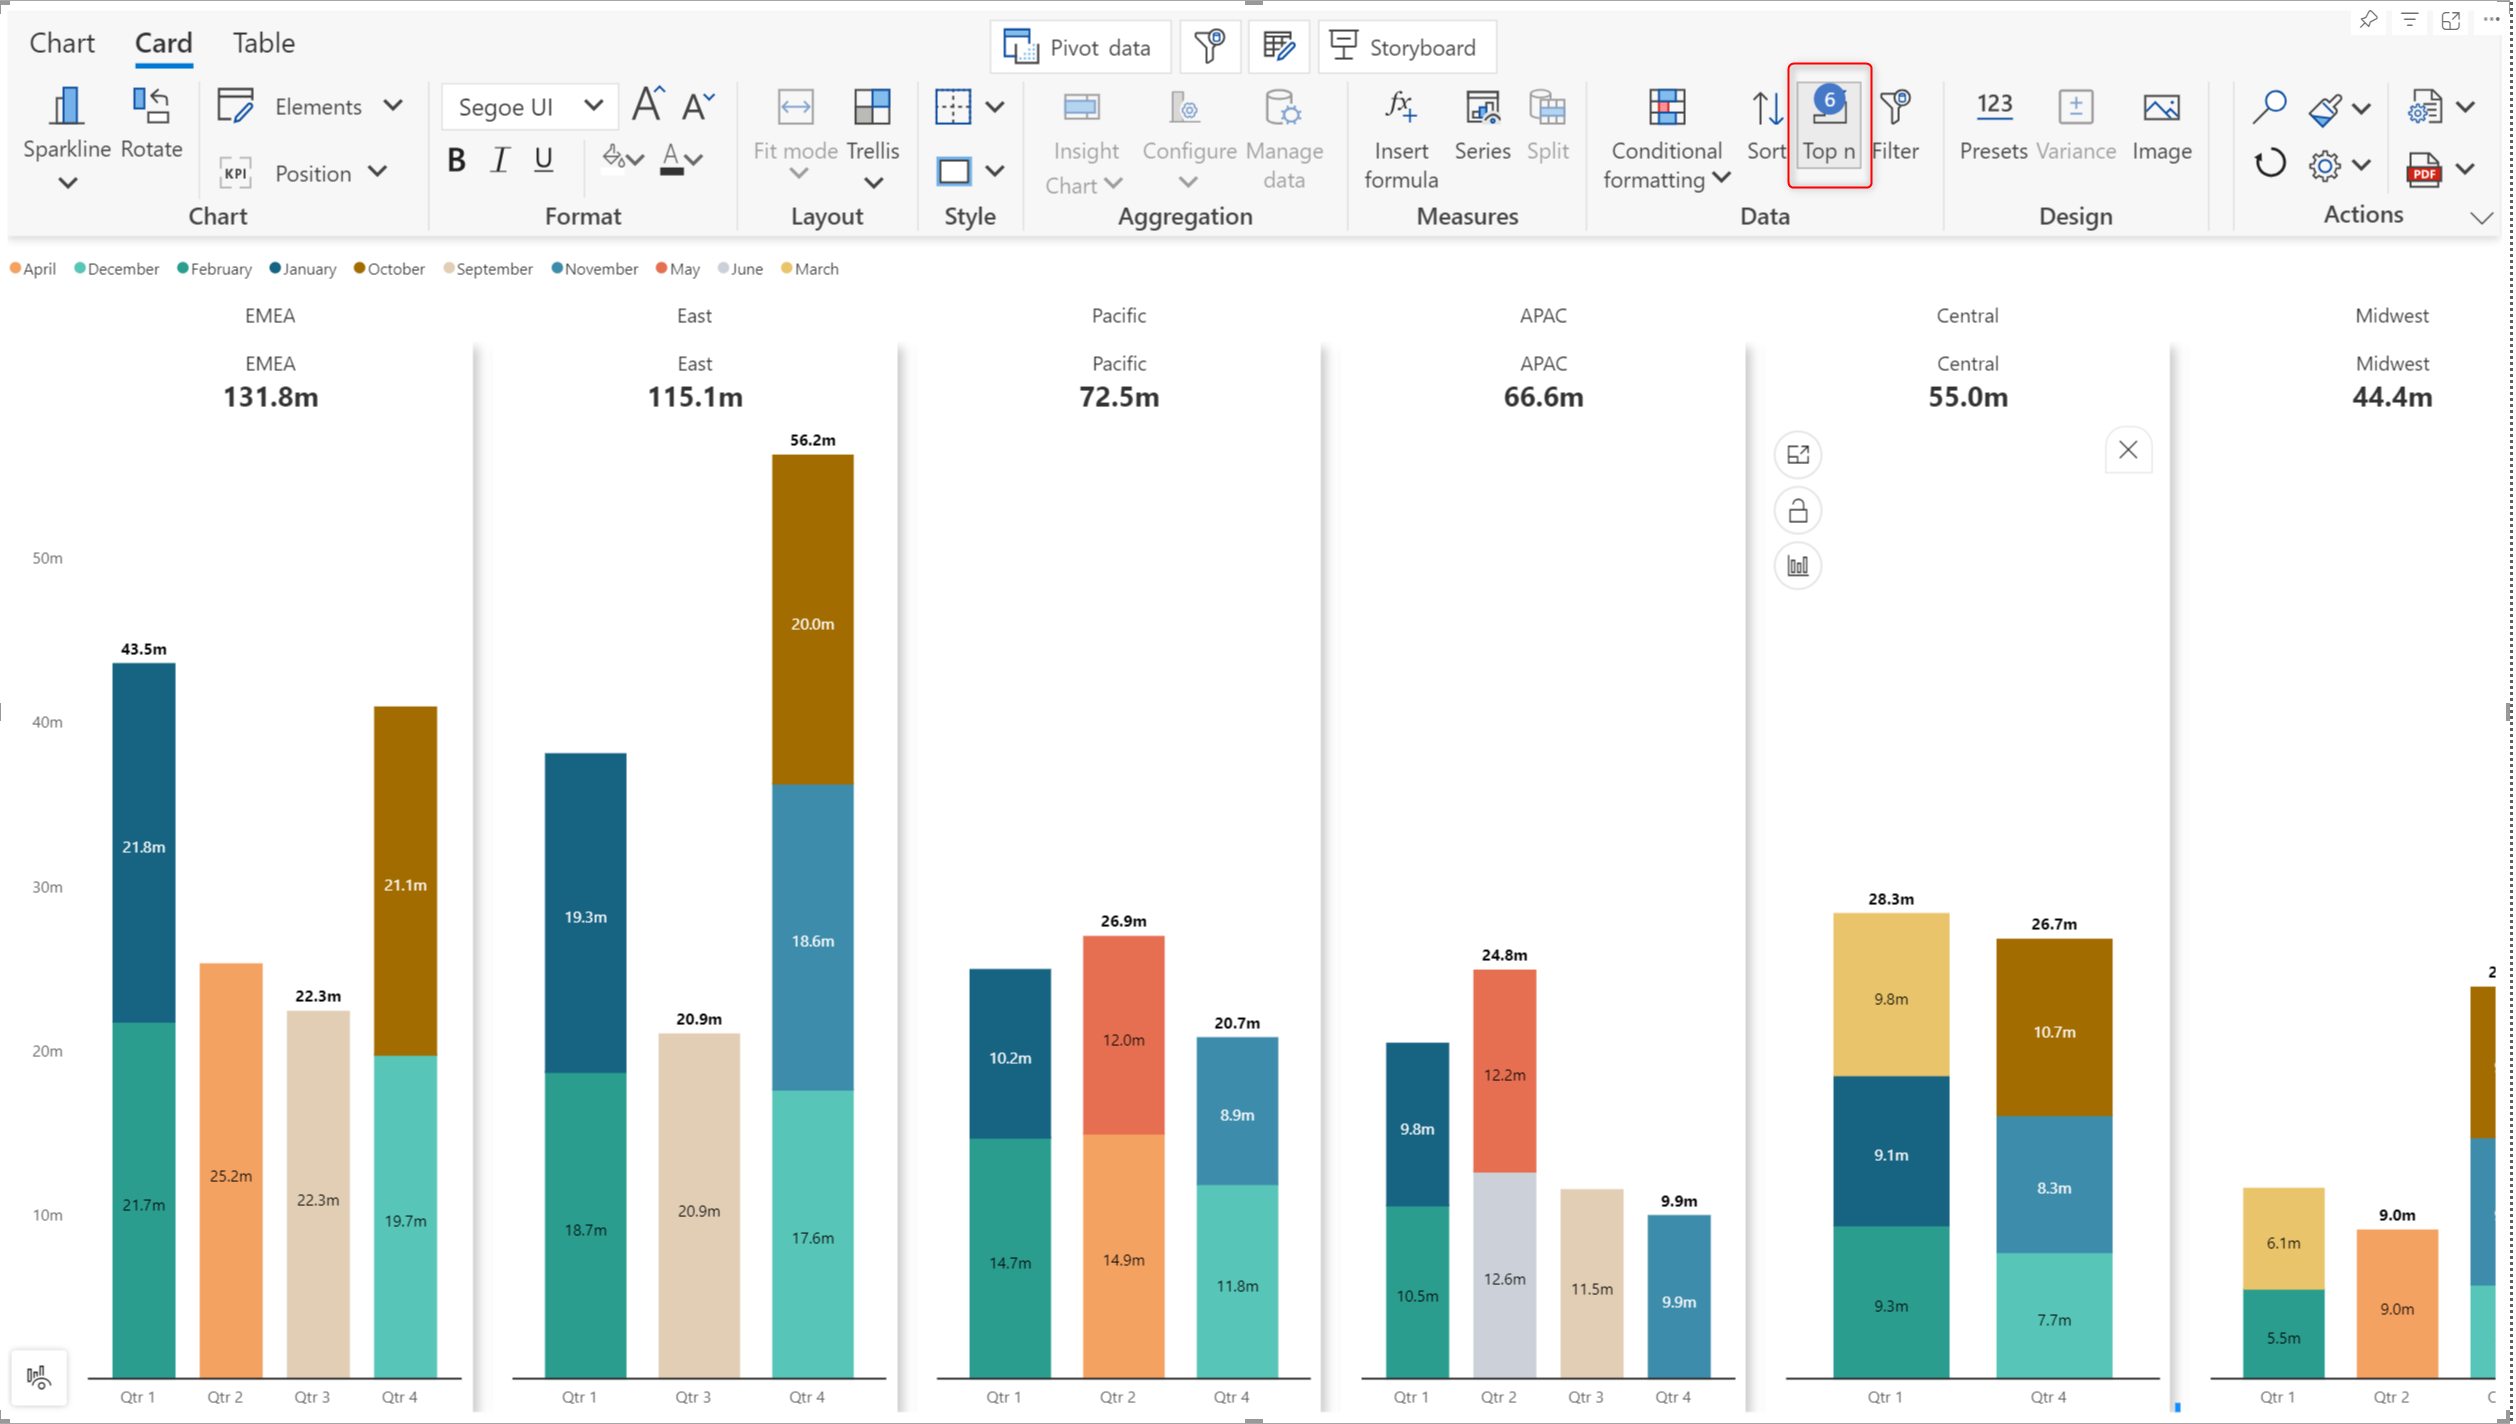 Chart Card Table
Pivot data Storyboard
Sparkline Rotate Elements Segoe UI A A Fit mode Trellis Insight Chart Configure Manage data Insert formula Series Split Conditional formatting Sort 6 Top n Filter 123 Presets Variance Image
KPI Position B I U A PDF
Chart Format Layout Style Aggregation Measures Data Design Actions
April December February January October September November May June March
EMEA East Pacific APAC Central Midwest
EMEA East Pacific APAC Central Midwest
131.8m 115.1m 72.5m 66.6m 55.0m 44.4m
50m
40m
30m
20m
10m
43.5m
21.8m
21.7m
25.2m
22.3m
22.3m
21.1m
19.7m
Qtr 1 Qtr 2 Qtr 3 Qtr 4
19.3m
18.7m
20.9m
20.9m
56.2m
20.0m
18.6m
17.6m
Qtr 1 Qtr 3 Qtr 4
10.2m
14.7m
26.9m
12.0m
14.9m
20.7m
8.9m
11.8m
Qtr 1 Qtr 2 Qtr 4
9.8m
10.5m
24.8m
12.2m
12.6m
11.5m
9.9m
9.9m
Qtr 1 Qtr 2 Qtr 3 Qtr 4
28.3m
9.8m
9.1m
9.3m
26.7m
10.7m
8.3m
7.7m
Qtr 1 Qtr 4
6.1m
5.5m
9.0m
9.0m
2
Qtr 1 Qtr 2